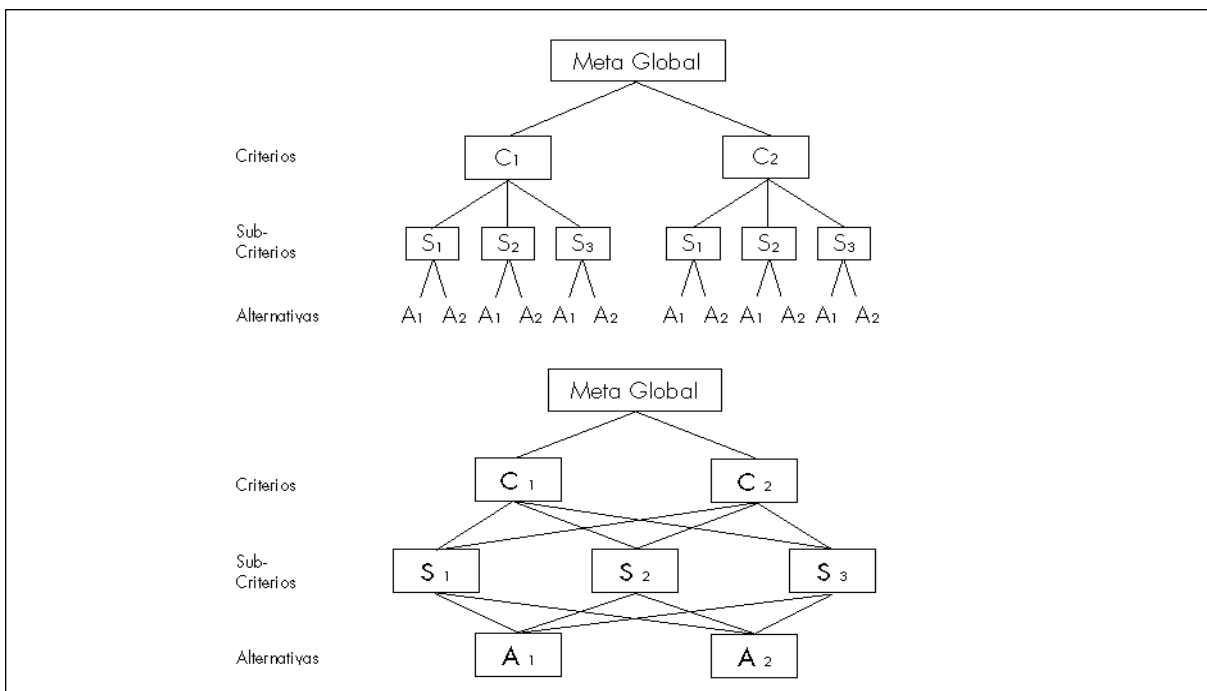 Meta Global
Criterios C1 C2
Sub-
Criterios
S1 S2 S3 S1 S2 S3
Alternativas A1 A2 A1 A2 A1 A2 A1 A2 A1 A2 A1 A2
Meta Global
Criterios C 1 C 2
Sub-
Criterios
S 1 S 2 S 3
Alternativas A 1 A 2